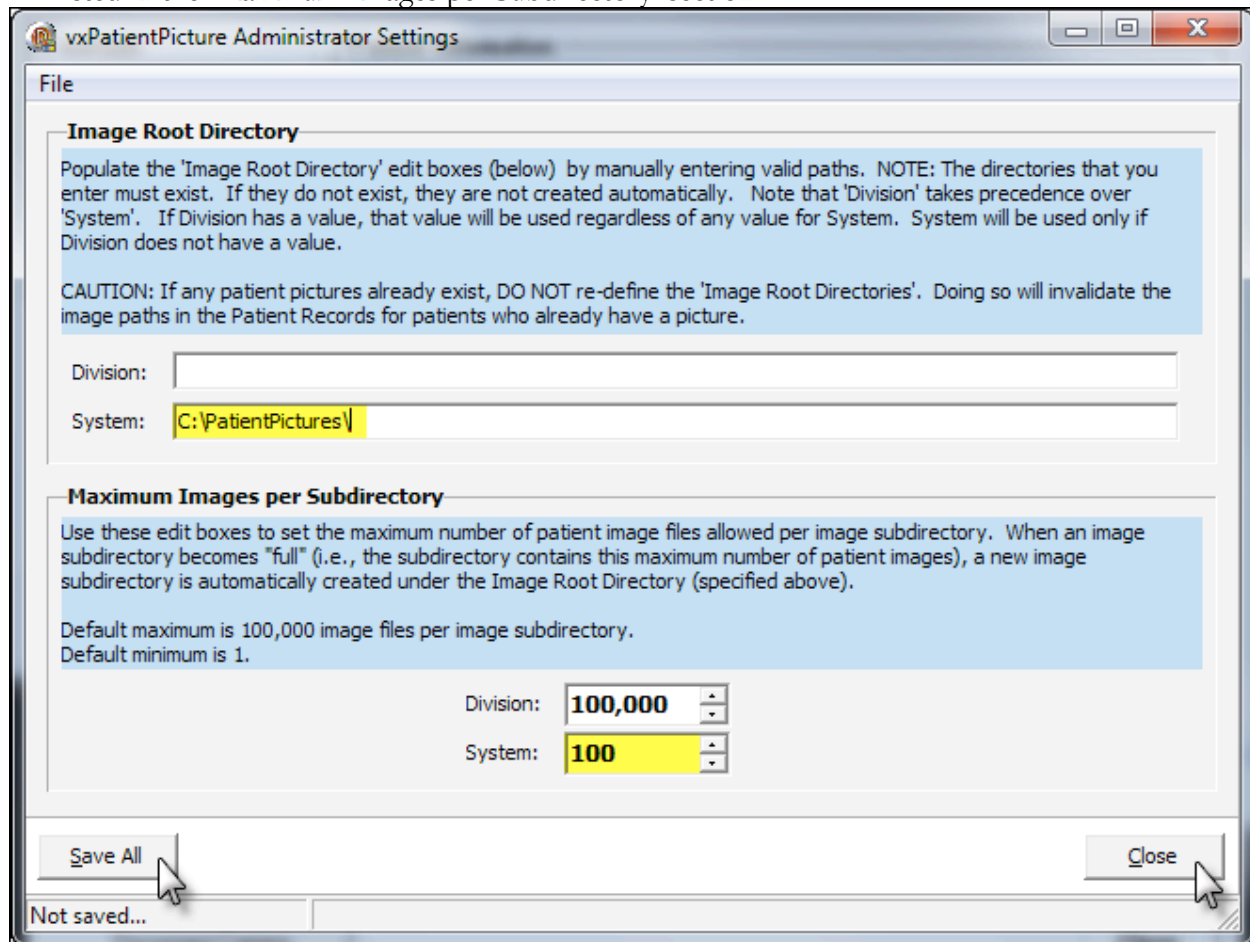 vxPatientPicture Administrator Settings
File
Image Root Directory
Populate the 'Image Root Directory' edit boxes (below) by manually entering valid paths. NOTE: The directories that you
enter must exist. If they do not exist, they are not created automatically. Note that 'Division' takes precedence over
'System'. If Division has a value, that value will be used regardless of any value for System. System will be used only if
Division does not have a value.
CAUTION: If any patient pictures already exist, DO NOT re-define the 'Image Root Directories'. Doing so will invalidate the
image paths in the Patient Records for patients who already have a picture.
Division:
System: C:\PatientPictures\
Maximum Images per Subdirectory
Use these edit boxes to set the maximum number of patient image files allowed per image subdirectory. When an image
subdirectory becomes "full" (i.e., the subdirectory contains this maximum number of patient images), a new image
subdirectory is automatically created under the Image Root Directory (specified above).
Default maximum is 100,000 image files per image subdirectory.
Default minimum is 1.
Division: 100,000
System: 100
Save All Close
Not saved...